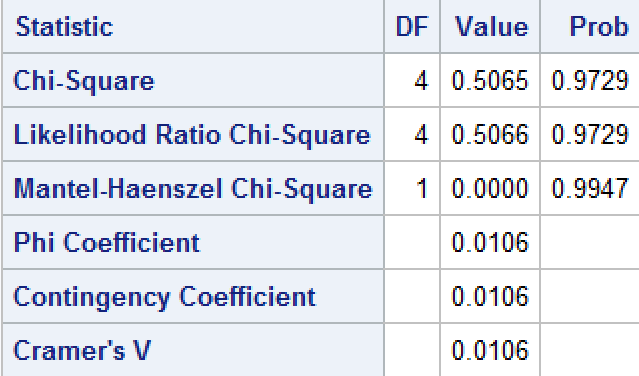 Statistic DF Value Prob
Chi-Square 4 0.5065 0.9729
Likelihood Ratio Chi-Square 4 0.5066 0.9729
Mantel-Haenszel Chi-Square 1 0.0000 0.9947
Phi Coefficient 0.0106
Contingency Coefficient 0.0106
Cramer's V 0.0106